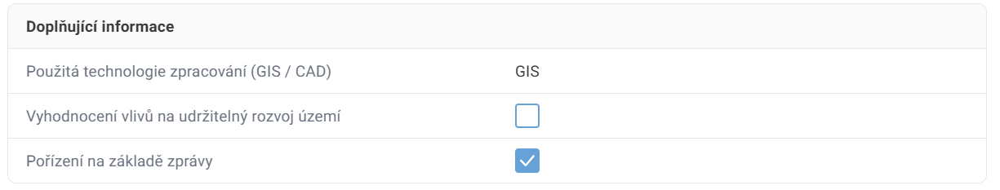 Doplňující informace
Použitá technologie zpracování (GIS / CAD) GIS
Vyhodnocení vlivů na udržitelný rozvoj území
Pořízení na základě zprávy